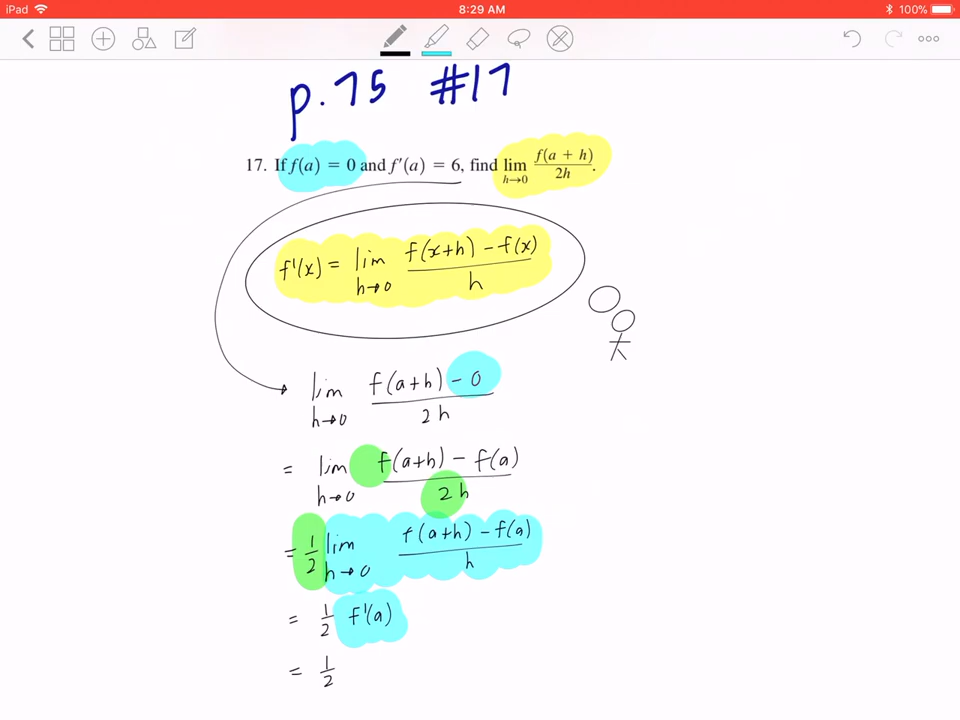 iPad 8:29 AM 100%
p.75 #17
17. If f(a) = 0 and f′(a) = 6, find lim h→0 f(a + h)/2h.
f'(x) = lim h→0 f(x+h) – f(x)/h
lim h→0 f(a+h) – 0/2h
= lim h→0 f(a+h) – f(a)/2h
= 1/2 lim h→0 f(a+h) – f(a)/h
= 1/2 f'(a)
= 1/2